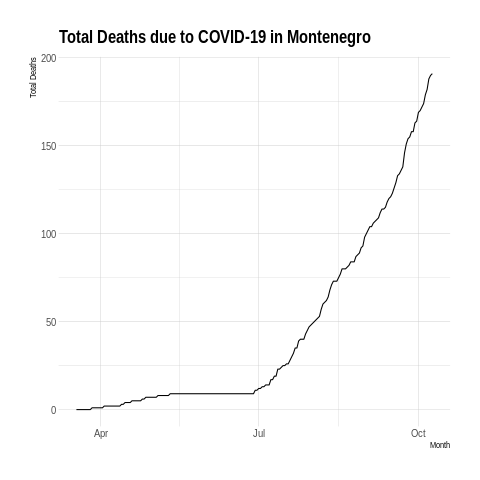 Total Deaths due to COVID-19 in Montenegro
Total Deaths
200
150
100
50
0
Apr
Jul
Oct
Month